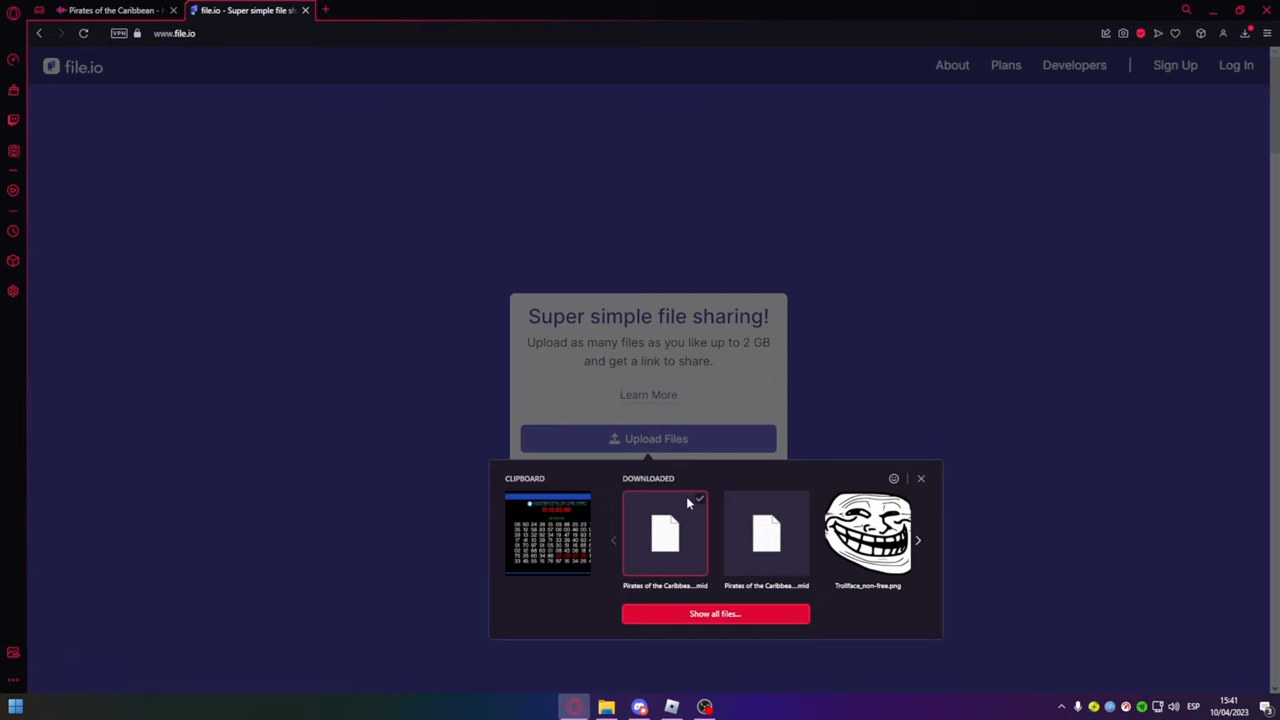 Pirates of the Caribbean -
file.io - Super simple file sh
VPN
www.file.io
file.io
About
Plans
Developers
Sign Up
Log In
Super simple file sharing!
Upload as many files as you like up to 2 GB
and get a link to share.
Learn More
Upload Files
CLIPBOARD
DOWNLOADED
Pirates of the Caribbea....mid
Pirates of the Caribbea....mid
Trollfaca_non-free.png
Show all files...
ESP
15:41
10/04/2023